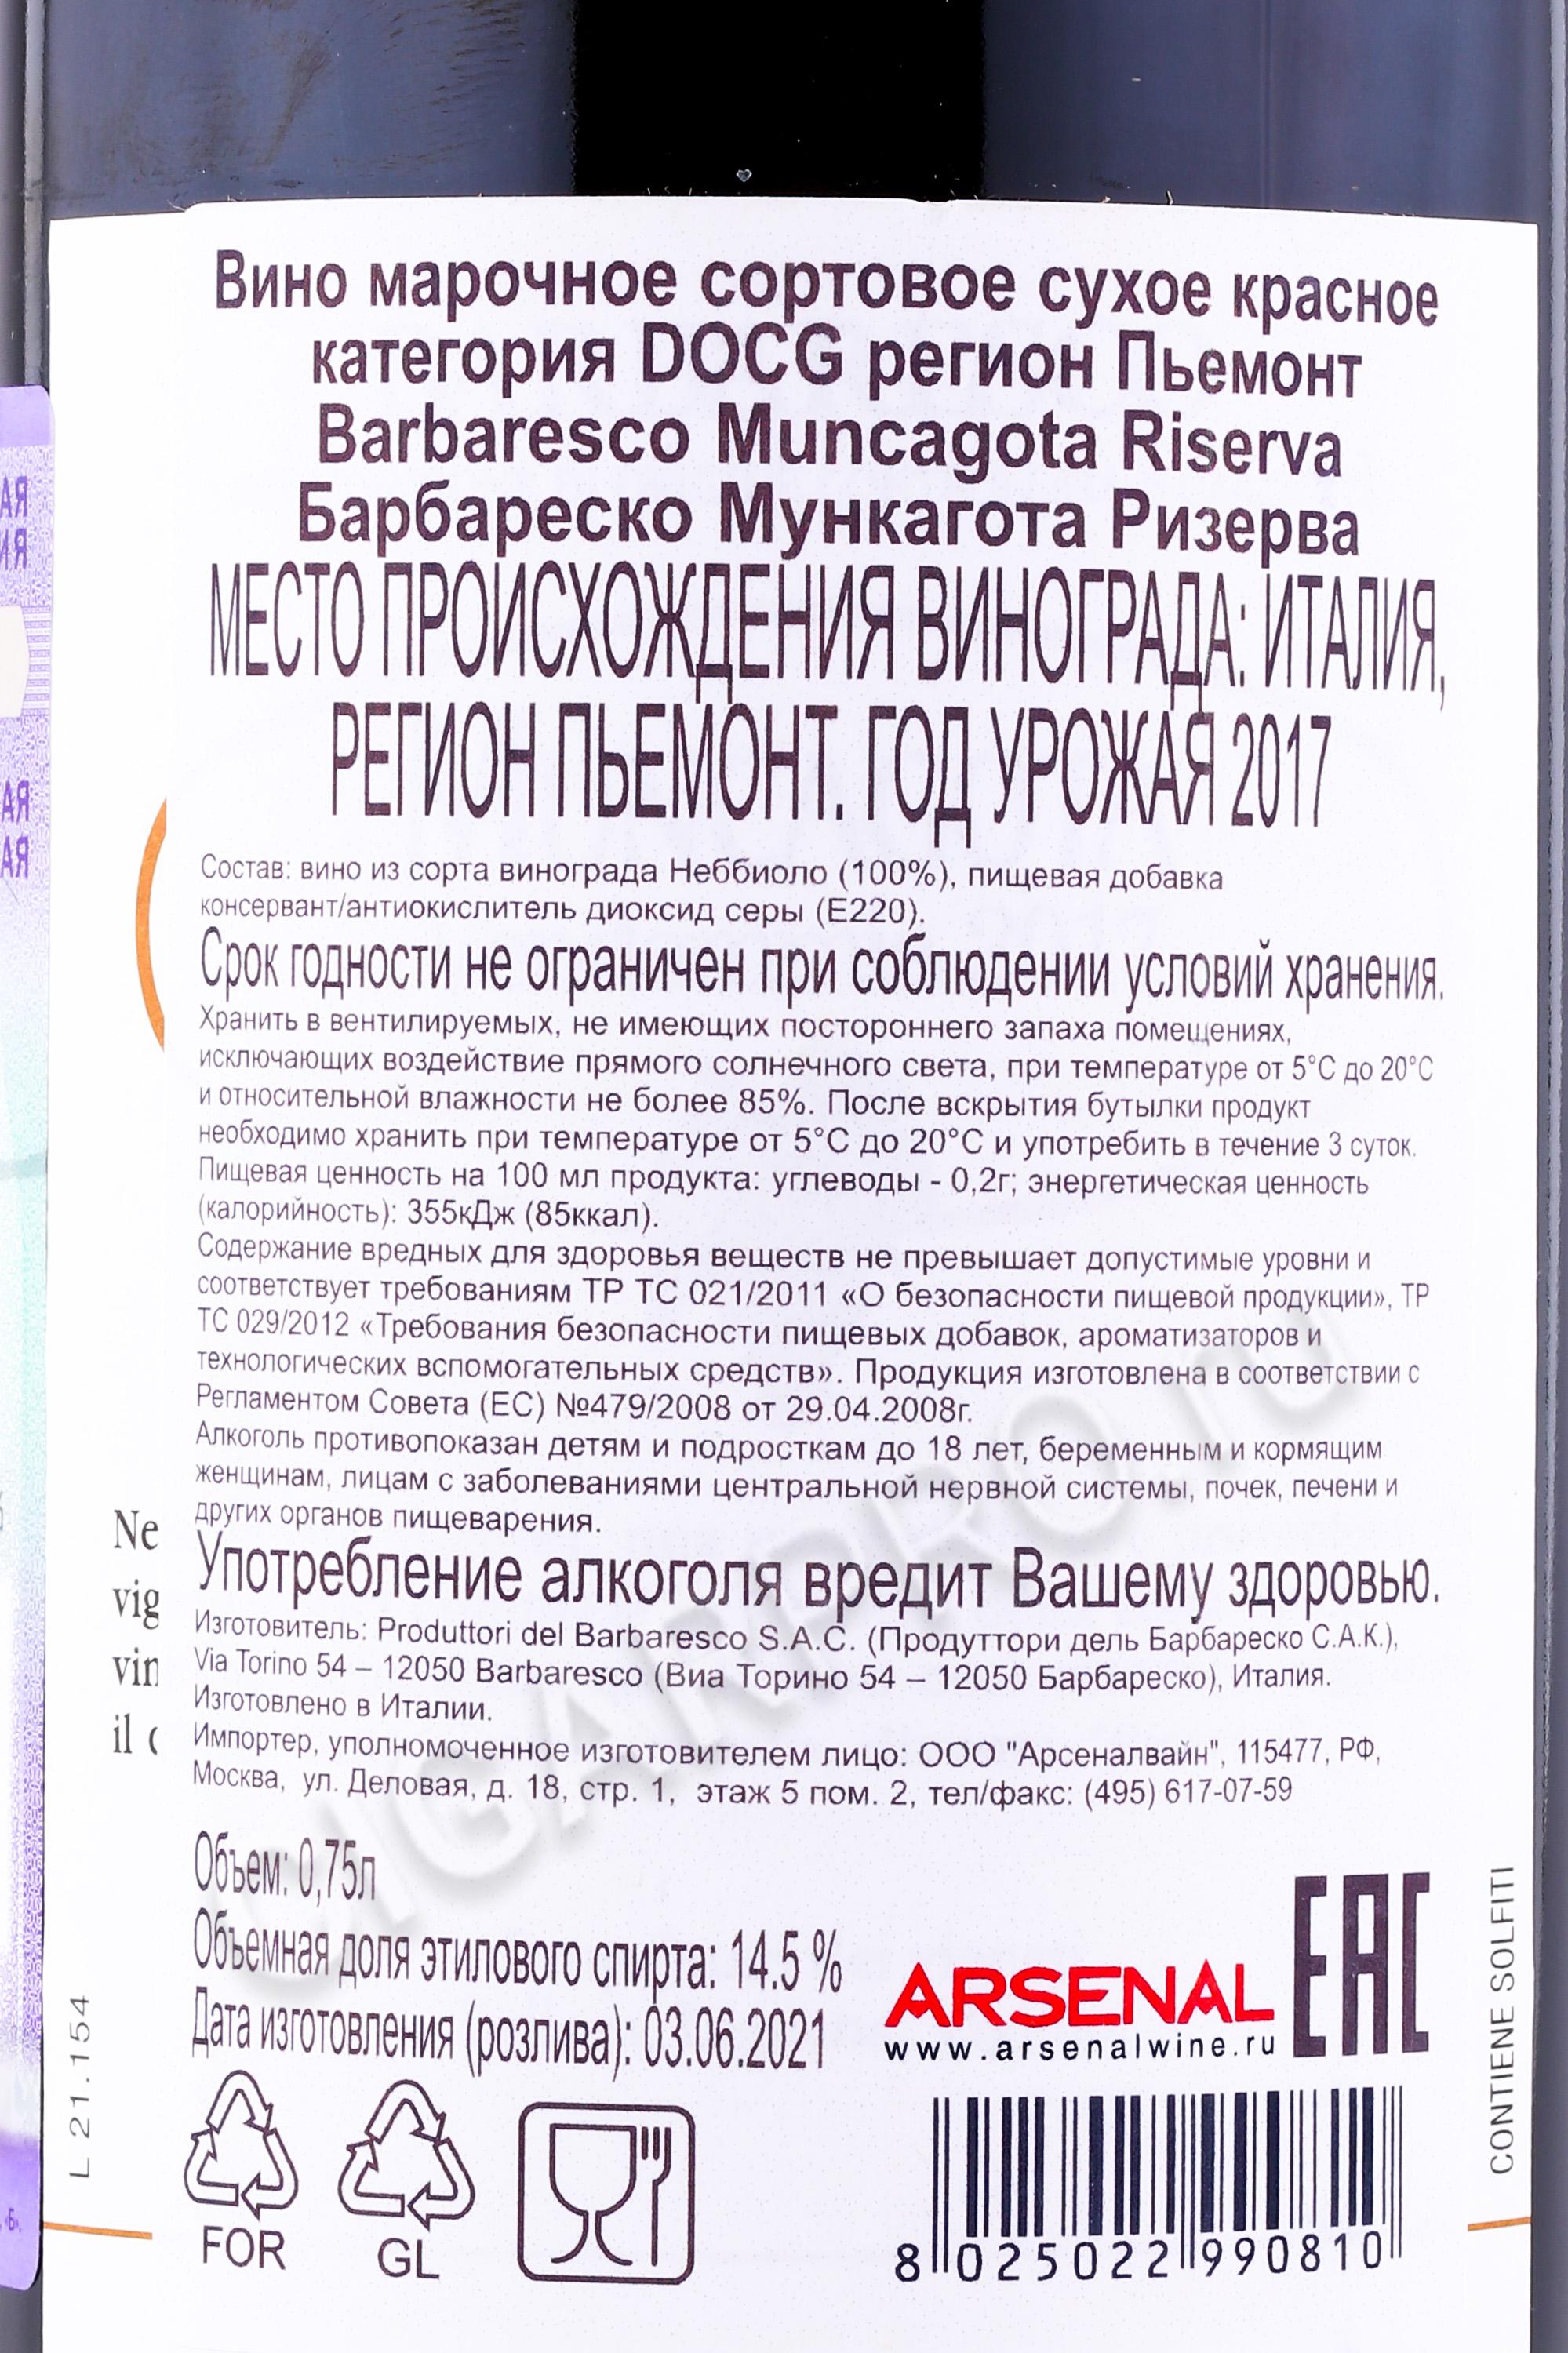 Вино марочное сортовое сухое красное
категория DOCG регион Пьемонт
Barbaresco Muncagota Riserva
Барбареско Мункагота Ризерва
МЕСТО ПРОИСХОЖДЕНИЯ ВИНОГРАДА: ИТАЛИЯ,
РЕГИОН ПЬЕМОНТ. ГОД УРОЖАЯ 2017
Состав: вино из сорта винограда Неббиоло (100%), пищевая добавка
консервант/антиокислитель диоксид серы (Е220).
Срок годности не ограничен при соблюдении условий хранения.
Хранить в вентилируемых, не имеющих постороннего запаха помещениях,
исключающих воздействие прямого солнечного света, при температуре от 5°С до 20°С
и относительной влажности не более 85%. После вскрытия бутылки продукт
необходимо хранить при температуре от 5°С до 20°С и употребить в течение 3 суток.
Пищевая ценность на 100 мл продукта: углеводы - 0,2г; энергетическая ценность
(калорийность): 355кДж (85ккал).
Содержание вредных для здоровья веществ не превышает допустимые уровни и
соответствует требованиям ТР ТС 021/2011 «О безопасности пищевой продукции», ТР
ТС 029/2012 «Требования безопасности пищевых добавок, ароматизаторов и
технологических вспомогательных средств». Продукция изготовлена в соответствии с
Регламентом Совета (ЕС) №479/2008 от 29.04.2008г.
Алкоголь противопоказан детям и подросткам до 18 лет, беременным и кормящим
женщинам, лицам с заболеваниями центральной нервной системы, почек, печени и
других органов пищеварения.
Употребление алкоголя вредит Вашему здоровью.
Изготовитель: Produttori del Barbaresco S.A.C. (Продуттори дель Барбареско С.А.К.),
Via Torino 54 – 12050 Barbaresco (Виа Торино 54 – 12050 Барбареско), Италия.
Изготовлено в Италии.
Импортер, уполномоченное изготовителем лицо: ООО "Арсеналвайн", 115477, РФ,
Москва, ул. Деловая, д. 18, стр. 1, этаж 5 пом. 2, тел/факс: (495) 617-07-59
Объем: 0,75л
Объемная доля этилового спирта: 14.5 %
Дата изготовления (розлива): 03.06.2021
ARSENAL
www.arsenalwine.ru
EAC
FOR
GL
8 025022 990810
L 21.154
CONTIENE SOLFITI
Ne
vig
vin
il
CIGARPRO.ru